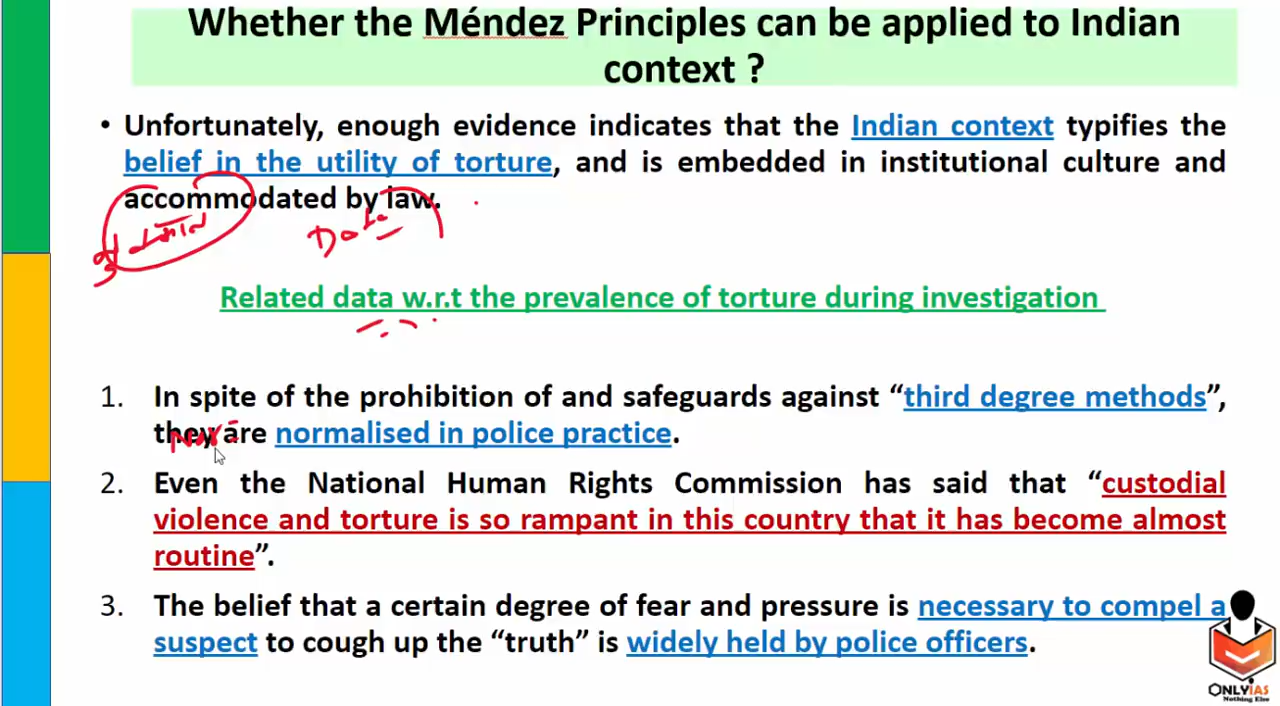 Whether the Méndez Principles can be applied to Indian
context ?
• Unfortunately, enough evidence indicates that the Indian context typifies the
belief in the utility of torture, and is embedded in institutional culture and
accommodated by law.
Data
Related data w.r.t the prevalence of torture during investigation
1. In spite of the prohibition of and safeguards against “third degree methods”,
they are normalised in police practice.
2. Even the National Human Rights Commission has said that “custodial
violence and torture is so rampant in this country that it has become almost
routine”.
3. The belief that a certain degree of fear and pressure is necessary to compel a
suspect to cough up the “truth” is widely held by police officers.
ONLYIAS
Nothing Else